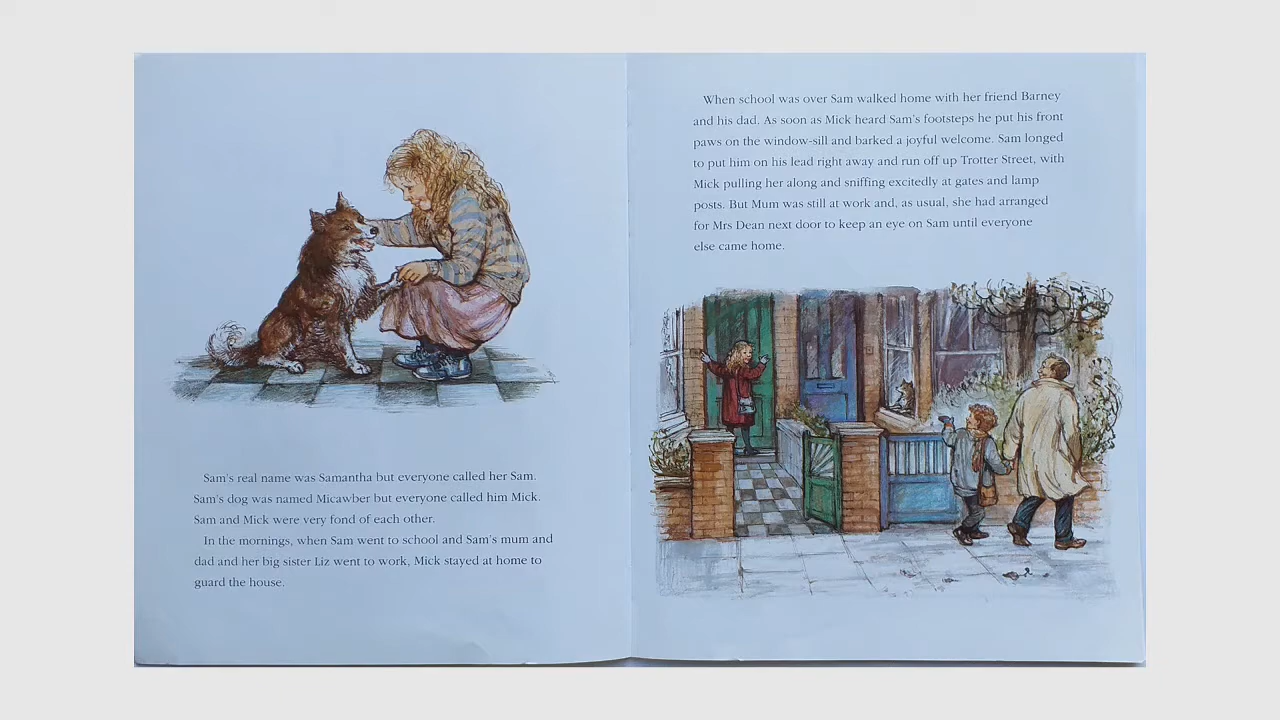 Sam's real name was Samantha but everyone called her Sam.
Sam's dog was named Micawber but everyone called him Mick.
Sam and Mick were very fond of each other.
In the mornings, when Sam went to school and Sam's mum and
dad and her big sister Liz went to work, Mick stayed at home to
guard the house.
When school was over Sam walked home with her friend Barney
and his dad. As soon as Mick heard Sam's footsteps he put his front
paws on the window-sill and barked a joyful welcome. Sam longed
to put him on his lead right away and run off up Trotter Street, with
Mick pulling her along and sniffing excitedly at gates and lamp
posts. But Mum was still at work and, as usual, she had arranged
for Mrs Dean next door to keep an eye on Sam until everyone
else came home.